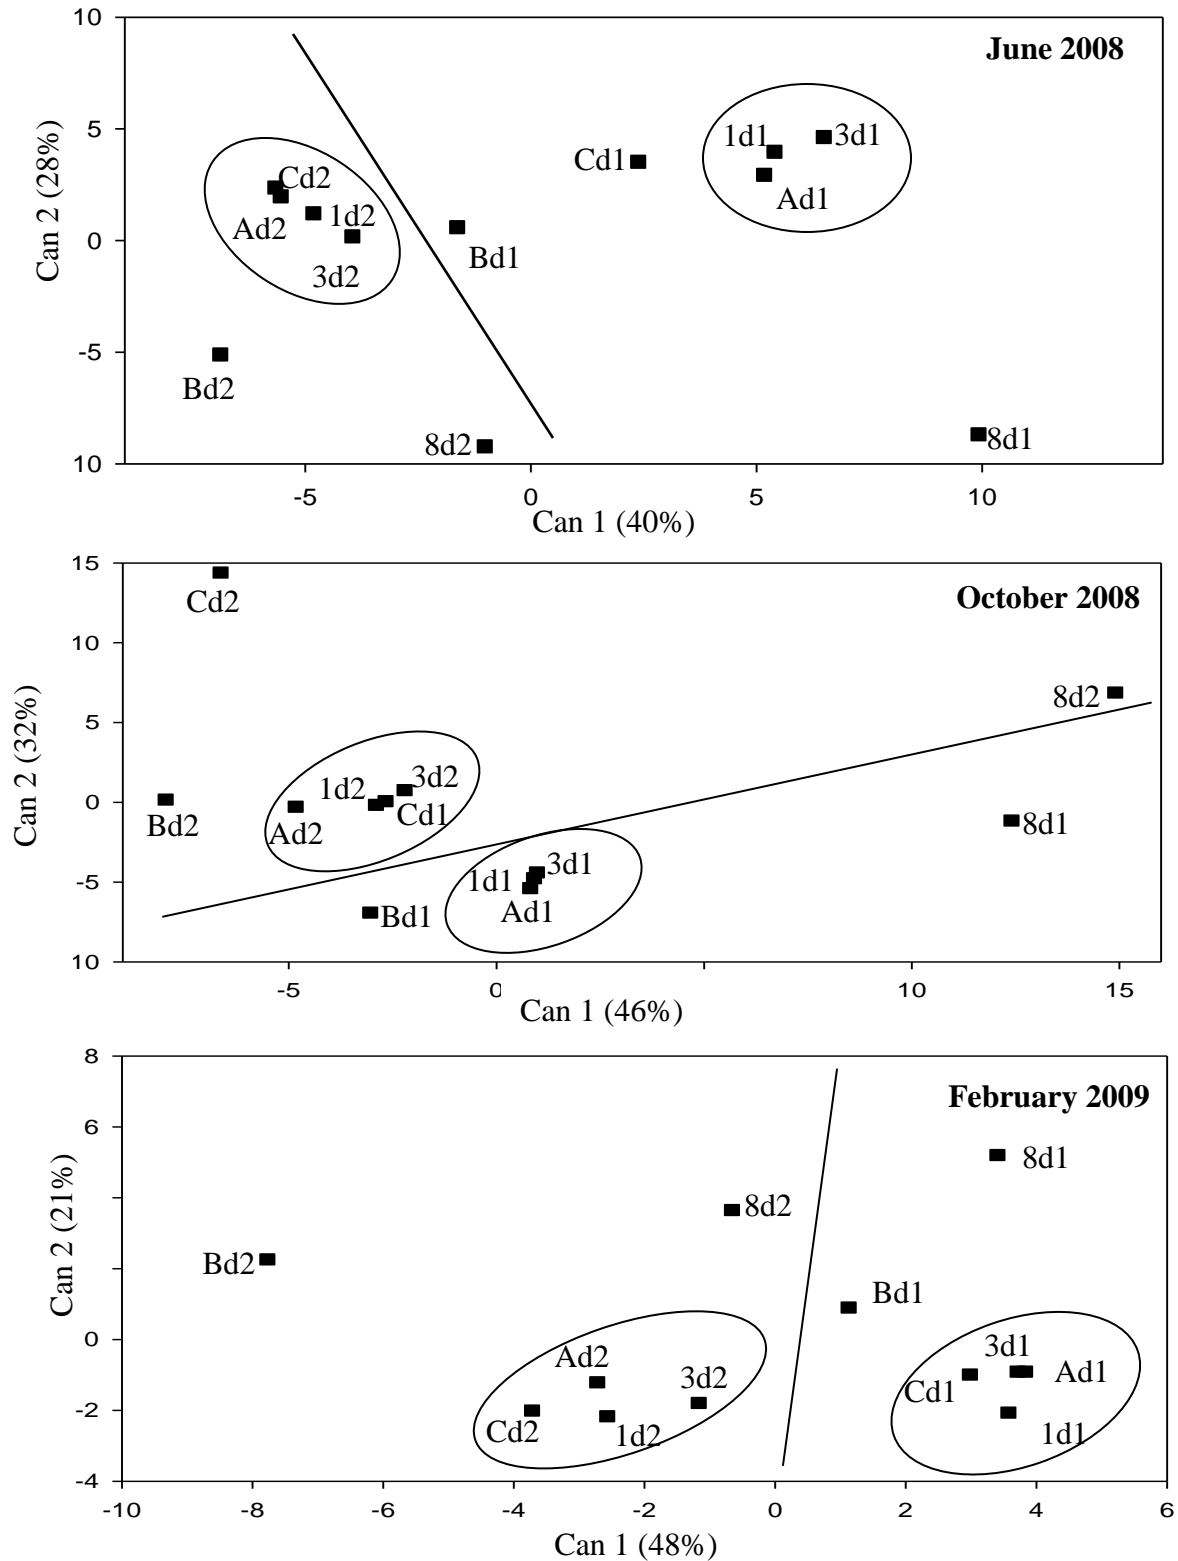 10
June 2008
5
1d1
3d1
Cd1
Cd2
Ad1
Ad2
1d2
Can 2 (28%)
0
Bd1
3d2
-5
Bd2
8d2
8d1
10
-5
0
5
10
Can 1 (40%)
15
Cd2
October 2008
10
8d2
5
3d2
1d2
Can 2 (32%)
0
Cd1
Bd2
Ad2
8d1
3d1
1d1
-5
Ad1
Bd1
10
-5
0
10
15
Can 1 (46%)
8
February 2009
6
8d1
Can 2 (21%)
8d2
Bd2
Bd1
0
3d1
Ad2
Ad1
3d2
Cd1
-2
Cd2
1d2
1d1
-4
-10
-8
-6
-4
-2
0
2
4
6
Can 1 (48%)